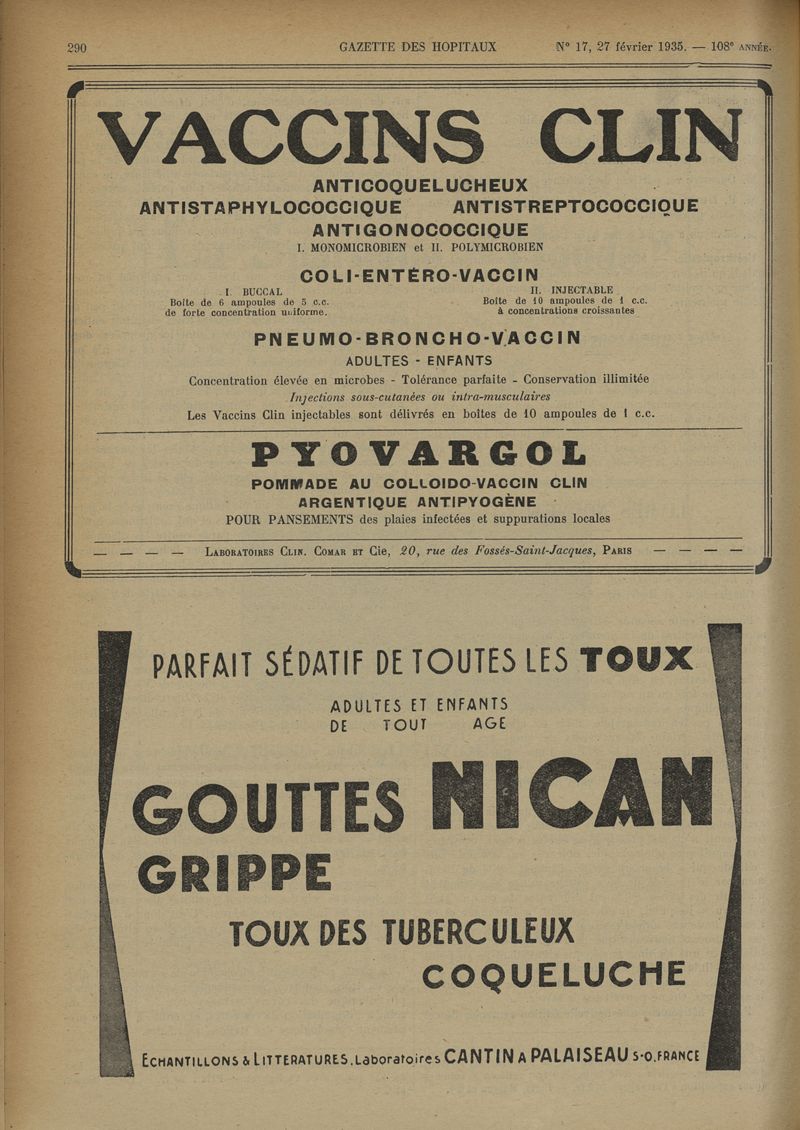 290 GAZETTE DES HOPITAUX N° 17, 27 février 1935. — 108e ANNÉE.
VACCINS CLIN
ANTICOQUELUCHEUX
ANTISTAPHYLOCOCCIQUE ANTISTREPTOCOCCIQUE
ANTIGONOCOCCIQUE
I. MONOMICROBIEN et II. POLYMICROBIEN
COLI-ENTÉRO-VACCIN
I. BUCCAL
Boîte de 6 ampoules de 5 c.c.
de forte concentration uniforme.
II. INJECTABLE
Boîte de 10 ampoules de 1 c.c.
à concentrations croissantes
PNEUMO-BRONCHO-VACCIN
ADULTES - ENFANTS
Concentration élevée en microbes - Tolérance parfaite - Conservation illimitée
Injections sous-cutanées ou intra-musculaires
Les Vaccins Clin injectables sont délivrés en boîtes de 10 ampoules de 1 c.c.
PYOVARGOL
POMMADE AU COLLOIDO-VACCIN CLIN
ARGENTIQUE ANTIPYOGÈNE
POUR PANSEMENTS des plaies infectées et suppurations locales
— — — — LABORATOIRES CLIN. COMAR ET Cie, 20, rue des Fossés-Saint-Jacques, PARIS — — — —
PARFAIT SÉDATIF DE TOUTES LES TOUX
ADULTES ET ENFANTS
DE TOUT AGE
GOUTTES NICAN
GRIPPE
TOUX DES TUBERCULEUX
COQUELUCHE
ECHANTILLONS & LITTERATURES. Laboratoires CANTIN A PALAISEAU S-O. FRANCE